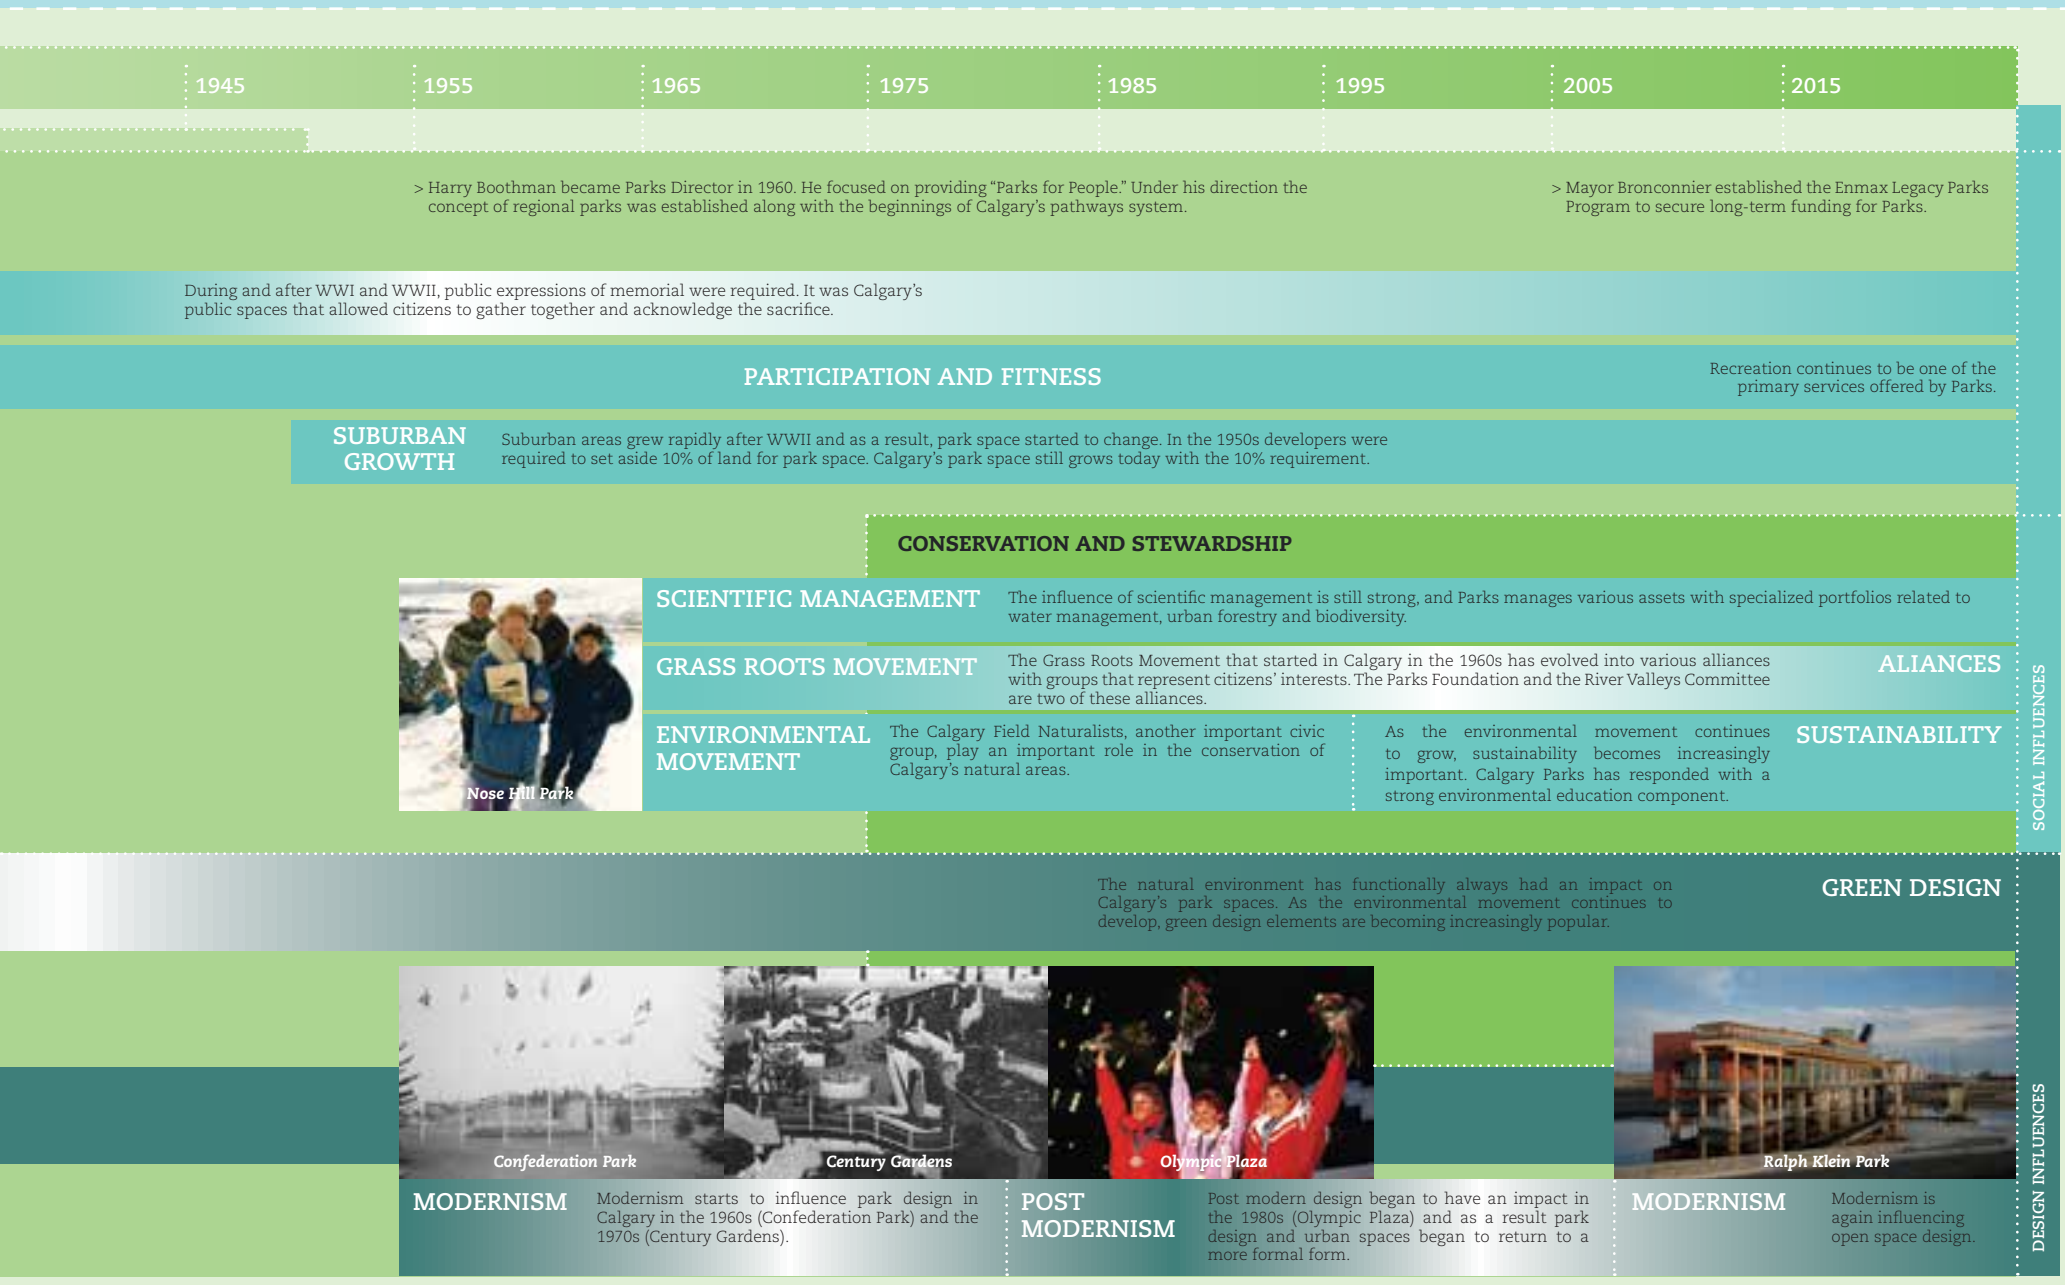 1945 1955 1965 1975 1985 1995 2005 2015
> Harry Boothman became Parks Director in 1960. He focused on providing “Parks for People.” Under his direction the
concept of regional parks was established along with the beginnings of Calgary’s pathways system.
> Mayor Bronconnier established the Enmax Legacy Parks
Program to secure long-term funding for Parks.
During and after WWI and WWII, public expressions of memorial were required. It was Calgary’s
public spaces that allowed citizens to gather together and acknowledge the sacrifice.
PARTICIPATION AND FITNESS
Recreation continues to be one of the
primary services offered by Parks.
SUBURBAN
GROWTH
Suburban areas grew rapidly after WWII and as a result, park space started to change. In the 1950s developers were
required to set aside 10% of land for park space. Calgary’s park space still grows today with the 10% requirement.
CONSERVATION AND STEWARDSHIP
Nose Hill Park
SCIENTIFIC MANAGEMENT
The influence of scientific management is still strong, and Parks manages various assets with specialized portfolios related to
water management, urban forestry and biodiversity.
GRASS ROOTS MOVEMENT
The Grass Roots Movement that started in Calgary in the 1960s has evolved into various alliances
with groups that represent citizens’ interests. The Parks Foundation and the River Valleys Committee
are two of these alliances.
ALIANCES
ENVIRONMENTAL
MOVEMENT
The Calgary Field Naturalists, another important civic
group, play an important role in the conservation of
Calgary’s natural areas.
As the environmental movement continues
to grow, sustainability becomes increasingly
important. Calgary Parks has responded with a
strong environmental education component.
SUSTAINABILITY
SOCIAL INFLUENCES
The natural environment has functionally always had an impact on
Calgary’s park spaces. As the environmental movement continues to
develop, green design elements are becoming increasingly popular.
GREEN DESIGN
Confederation Park
Century Gardens
Olympic Plaza
Ralph Klein Park
MODERNISM
Modernism starts to influence park design in
Calgary in the 1960s (Confederation Park) and the
1970s (Century Gardens).
POST
MODERNISM
Post modern design began to have an impact in
the 1980s (Olympic Plaza) and as a result park
design and urban spaces began to return to a
more formal form.
MODERNISM
Modernism is
again influencing
open space design.
DESIGN INFLUENCES